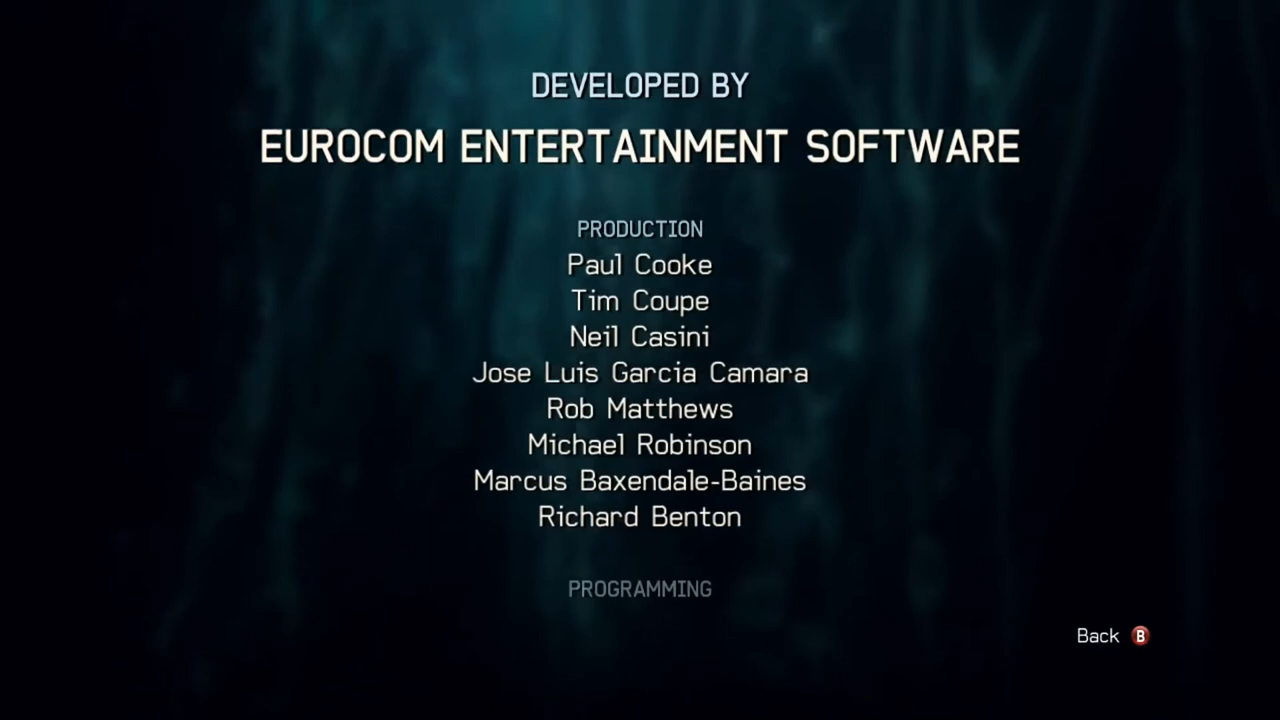 DEVELOPED BY
EUROCOM ENTERTAINMENT SOFTWARE
PRODUCTION
Paul Cooke
Tim Coupe
Neil Casini
Jose Luis Garcia Camara
Rob Matthews
Michael Robinson
Marcus Baxendale-Baines
Richard Benton
PROGRAMMING
Back B